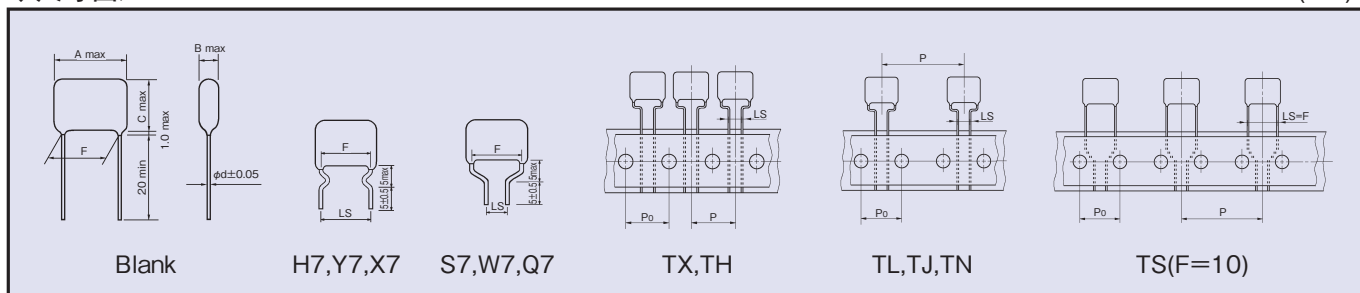 A max
B max
C max
1.0 max
F
20 min
φd±0.05
Blank
F
5max
5±0.5
LS
H7,Y7,X7
F
5max
5±0.5
LS
S7,W7,Q7
LS
P0
P
TX,TH
P
LS
P0
TL,TJ,TN
LS=F
P0
P
TS(F=10)